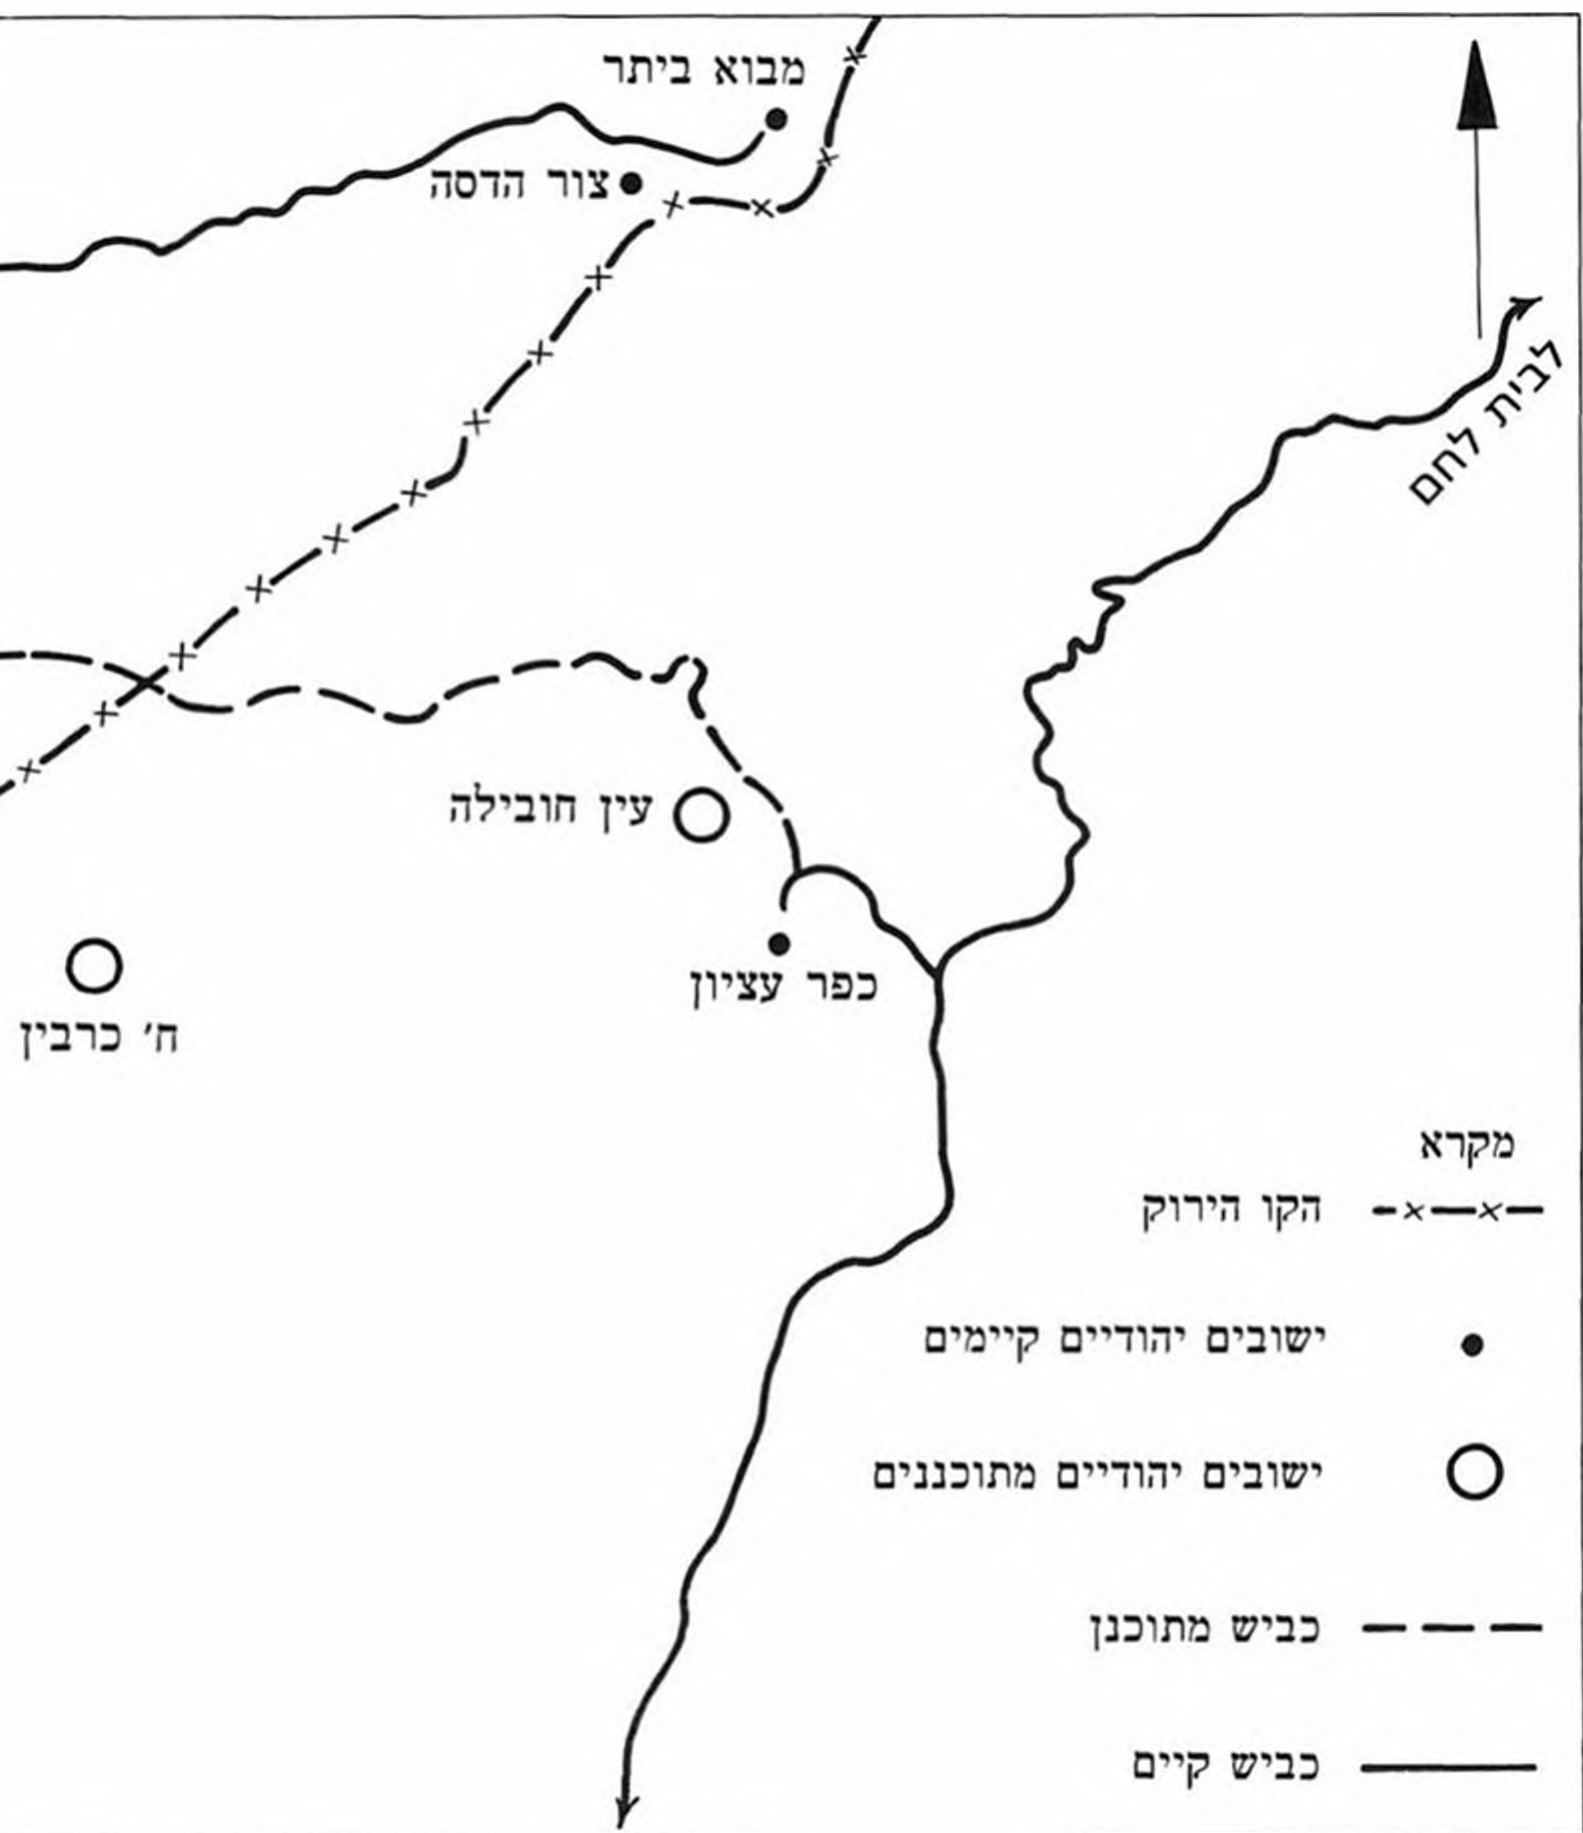 מבוא ביתר
צור הדסה
לבית לחם
עין חובילה
כפר עציון
ח' כרבין
מקרא
הקו הירוק
ישובים יהודיים קיימים
ישובים יהודיים מתוכננים
כביש מתוכנן
כביש קיים